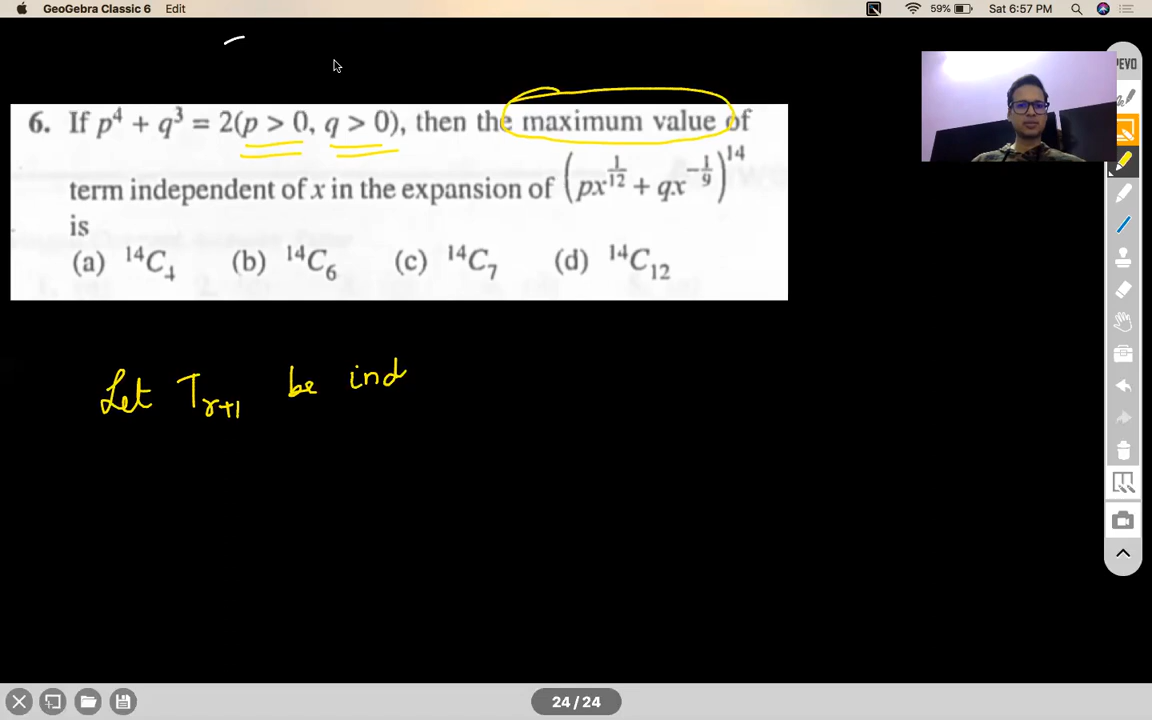 GeoGebra Classic 6 Edit 59% Sat 6:57 PM
6. If p⁴ + q³ = 2(p > 0, q > 0), then the maximum value of
term independent of x in the expansion of (px^{1/12} + qx^{-1/9})^{14}
is
(a) ¹⁴C₄ (b) ¹⁴C₆ (c) ¹⁴C₇ (d) ¹⁴C₁₂
Let T_{r+1} be ind
24 / 24